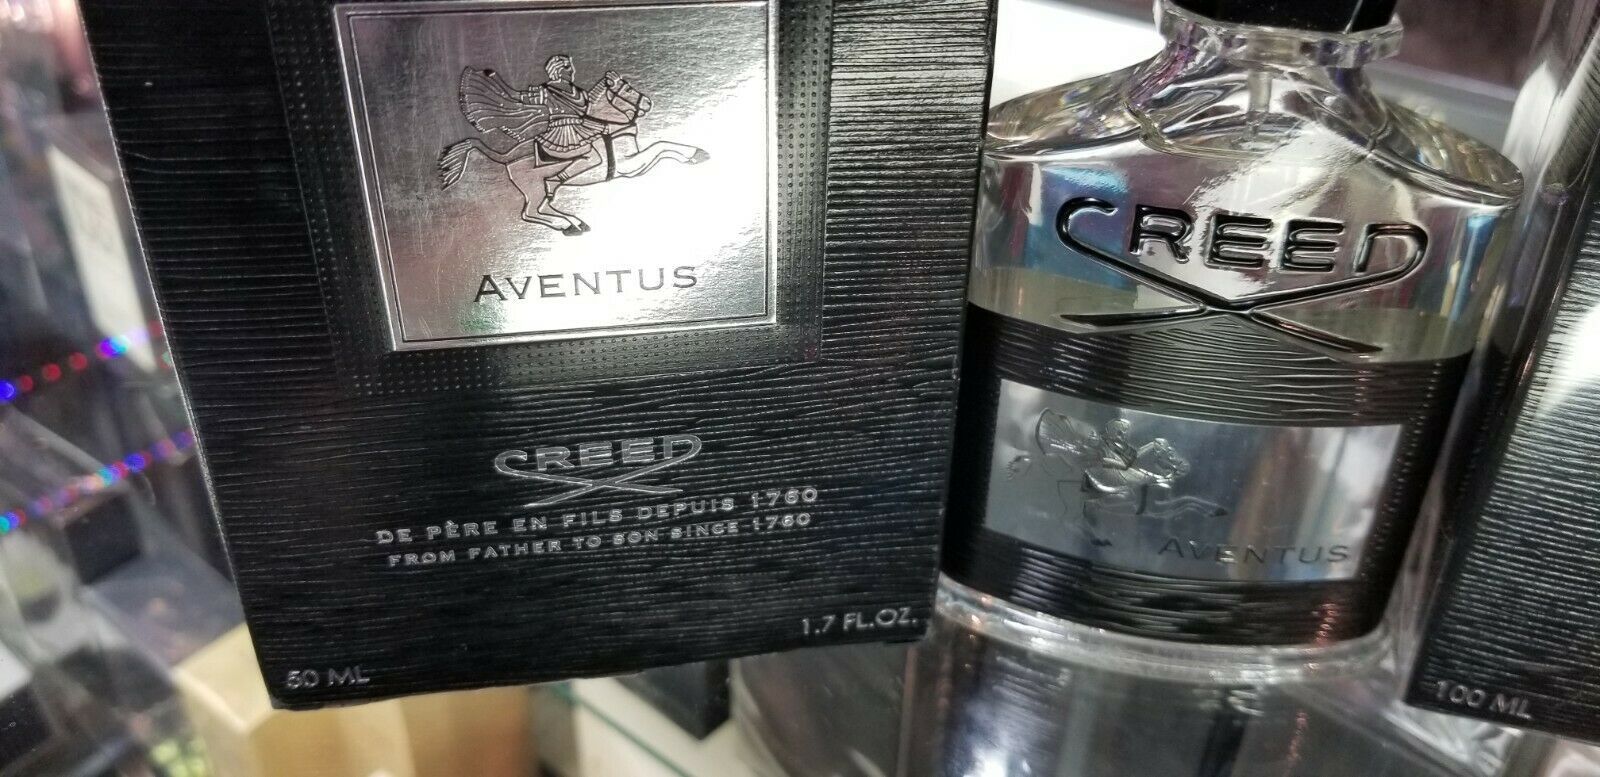 AVENTUS
CREED
DE PÈRE EN FILS DEPUIS 1760
FROM FATHER TO SON SINCE 1760
50 ML
1.7 FL.OZ.
CREED
AVENTUS
100 ML